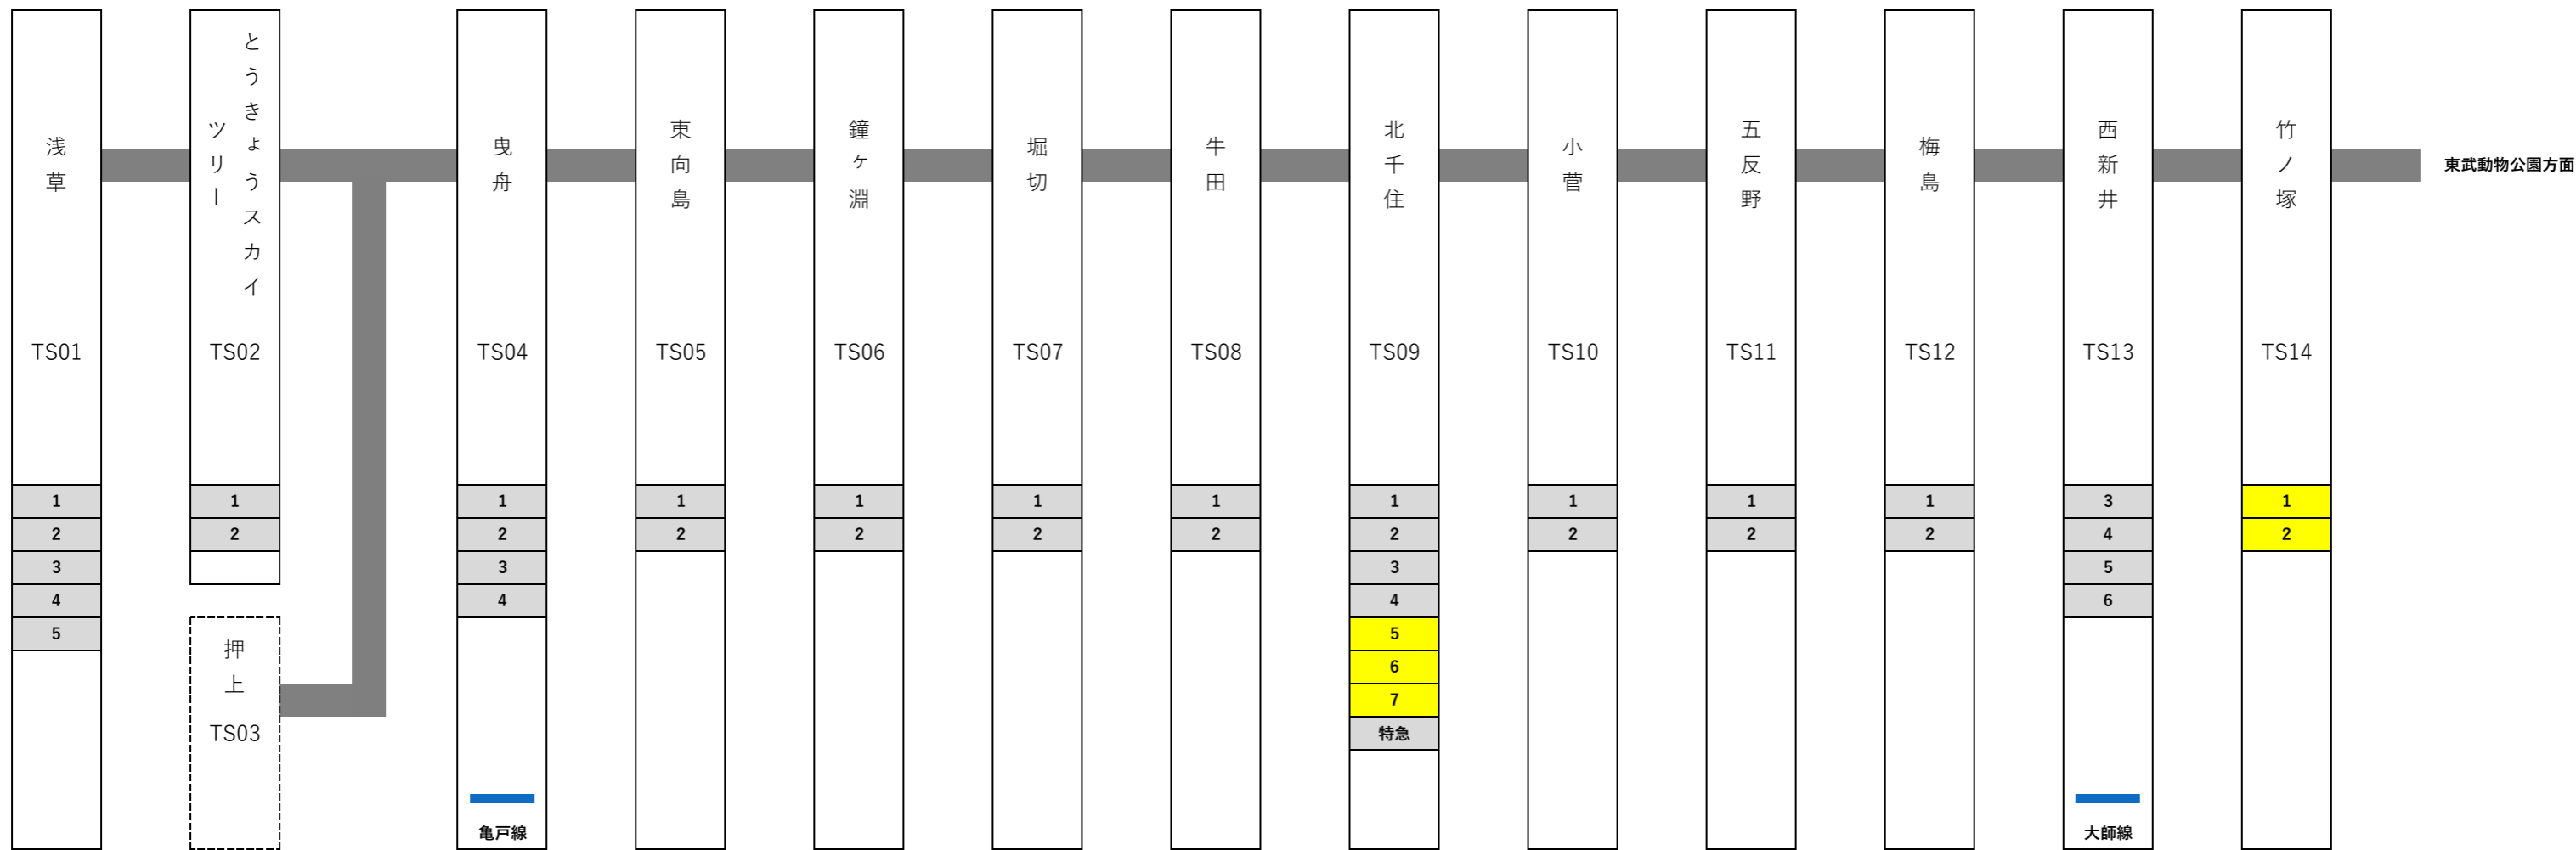 浅草
TS01
1
2
3
4
5
とうきょうスカイ
ツリー
TS02
1
2
押上
TS03
曳舟
TS04
1
2
3
4
亀戸線
東向島
TS05
1
2
鐘ヶ淵
TS06
1
2
堀切
TS07
1
2
牛田
TS08
1
2
北千住
TS09
1
2
3
4
5
6
7
特急
小菅
TS10
1
2
五反野
TS11
1
2
梅島
TS12
1
2
西新井
TS13
3
4
5
6
大師線
竹ノ塚
TS14
1
2
東武動物公園方面